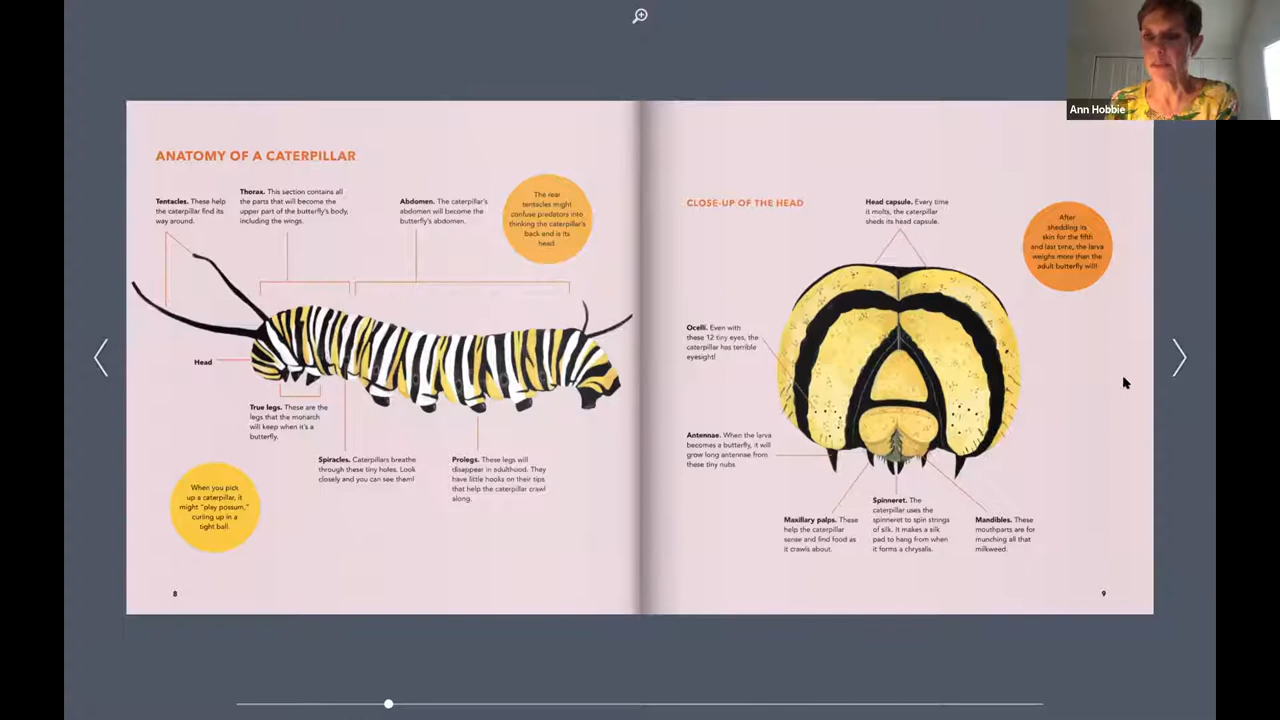 Ann Hobbie
ANATOMY OF A CATERPILLAR
Tentacles. These help
the caterpillar find its
way around.
Thorax. This section contains all
the parts that will become the
upper part of the butterfly's body,
including the wings.
Abdomen. The caterpillar's
abdomen will become the
butterfly's abdomen.
The rear
tentacles might
confuse predators into
thinking the caterpillar's
back end is its
head.
Head
True legs. These are the
legs that the monarch
will keep when it's a
butterfly.
Spiracles. Caterpillars breathe
through these tiny holes. Look
closely and you can see them!
Prolegs. These legs will
disappear in adulthood. They
have little hooks on their tips
that help the caterpillar crawl
along.
When you pick
up a caterpillar, it
might "play possum,"
curling up in a
tight ball.
8
CLOSE-UP OF THE HEAD
Head capsule. Every time
it molts, the caterpillar
sheds its head capsule.
After
shedding its
skin for the fifth
and last time, the larva
weighs more than the
adult butterfly will!
Ocelli. Even with
these 12 tiny eyes, the
caterpillar has terrible
eyesight!
Antennae. When the larva
becomes a butterfly, it will
grow long antennae from
these tiny nubs.
Maxillary palps. These
help the caterpillar
sense and find food as
it crawls about.
Spinneret. The
caterpillar uses the
spinneret to spin strings
of silk. It makes a silk
pad to hang from when
it forms a chrysalis.
Mandibles. These
mouthparts are for
munching all that
milkweed.
9